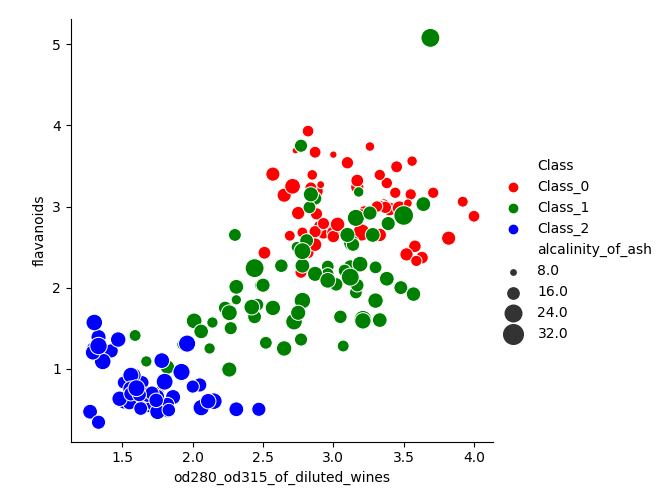 5
4
3
2
1
flavanoids
1.5
2.0
2.5
3.0
3.5
4.0
od280_od315_of_diluted_wines
Class
Class_0
Class_1
Class_2
alcalinity_of_ash
8.0
16.0
24.0
32.0